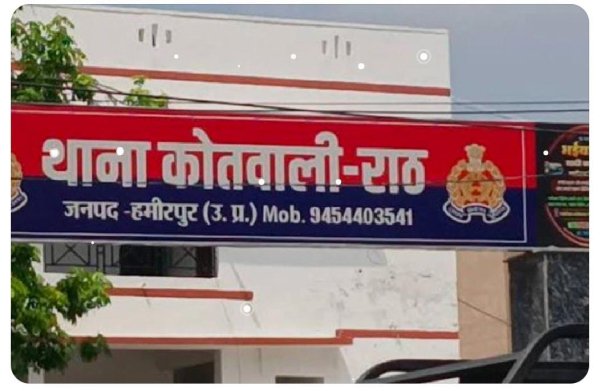 थाना कोतवाली-राठ
जनपद -हमीरपुर (उ. प्र.) Mob. 9454403541